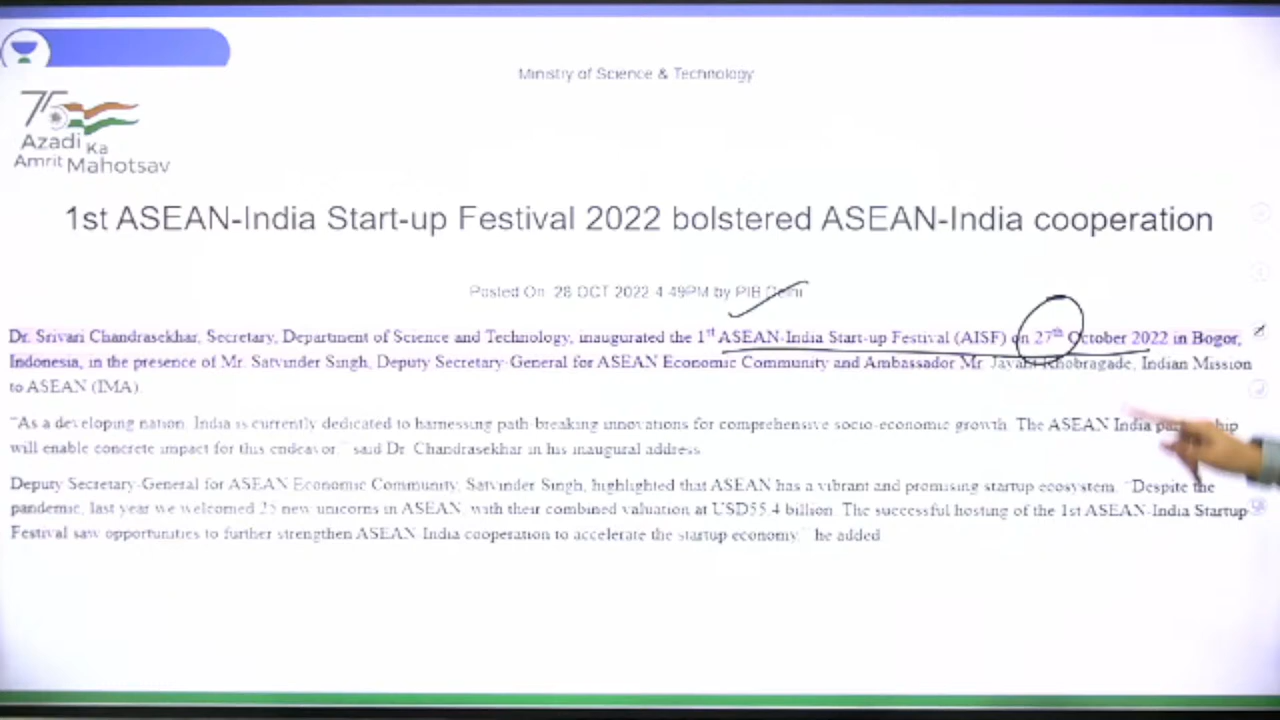 Ministry of Science & Technology
75
Azadi Ka
Amrit Mahotsav
1st ASEAN-India Start-up Festival 2022 bolstered ASEAN-India cooperation
Posted On: 28 OCT 2022 4:49PM by PIB Delhi
Dr. Srivari Chandrasekhar, Secretary, Department of Science and Technology, inaugurated the 1st ASEAN-India Start-up Festival (AISF) on 27th October 2022 in Bogor,
Indonesia, in the presence of Mr. Satvinder Singh, Deputy Secretary-General for ASEAN Economic Community and Ambassador Mr Jayant Khobragade, Indian Mission
to ASEAN (IMA).
"As a developing nation, India is currently dedicated to harnessing path-breaking innovations for comprehensive socio-economic growth. The ASEAN India
will enable concrete impact for this endeavor," said Dr. Chandrasekhar in his inaugural address.
Deputy Secretary-General for ASEAN Economic Community, Satvinder Singh, highlighted that ASEAN has a vibrant and promising startup ecosystem. "Despite the
pandemic, last year we welcomed 25 new unicorns in ASEAN, with their combined valuation at USD55.4 billion. The successful hosting of the 1st ASEAN-India Startup
Festival saw opportunities to further strengthen ASEAN-India cooperation to accelerate the startup economy," he added.